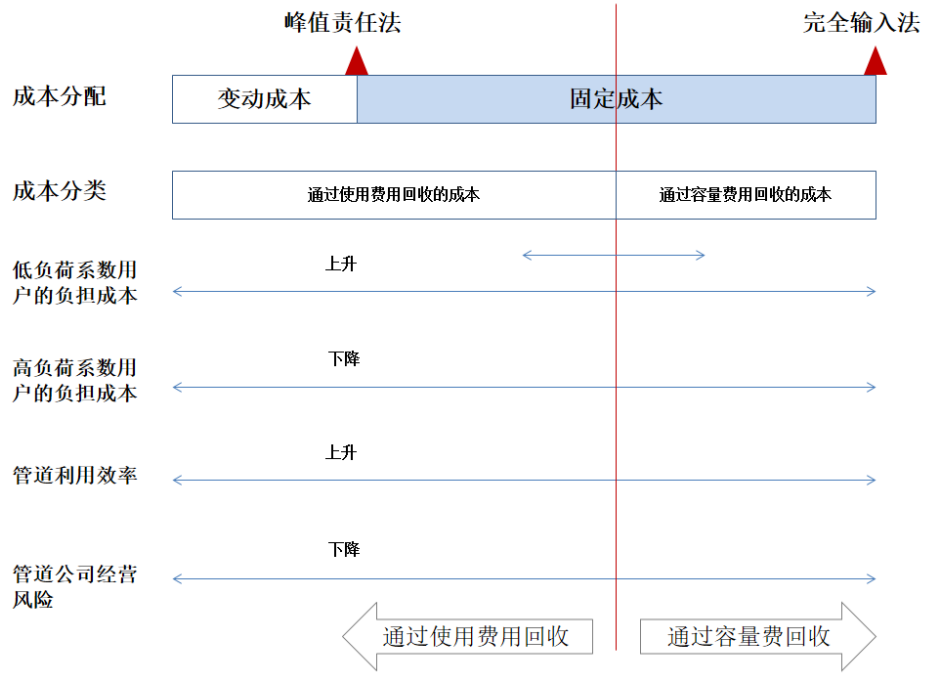 峰值责任法
完全输入法
成本分配
变动成本
固定成本
成本分类
通过使用费用回收的成本
通过容量费用回收的成本
低负荷系数用
户的负担成本
上升
高负荷系数用
户的负担成本
下降
管道利用效率
上升
管道公司经营
风险
下降
通过使用费用回收
通过容量费回收